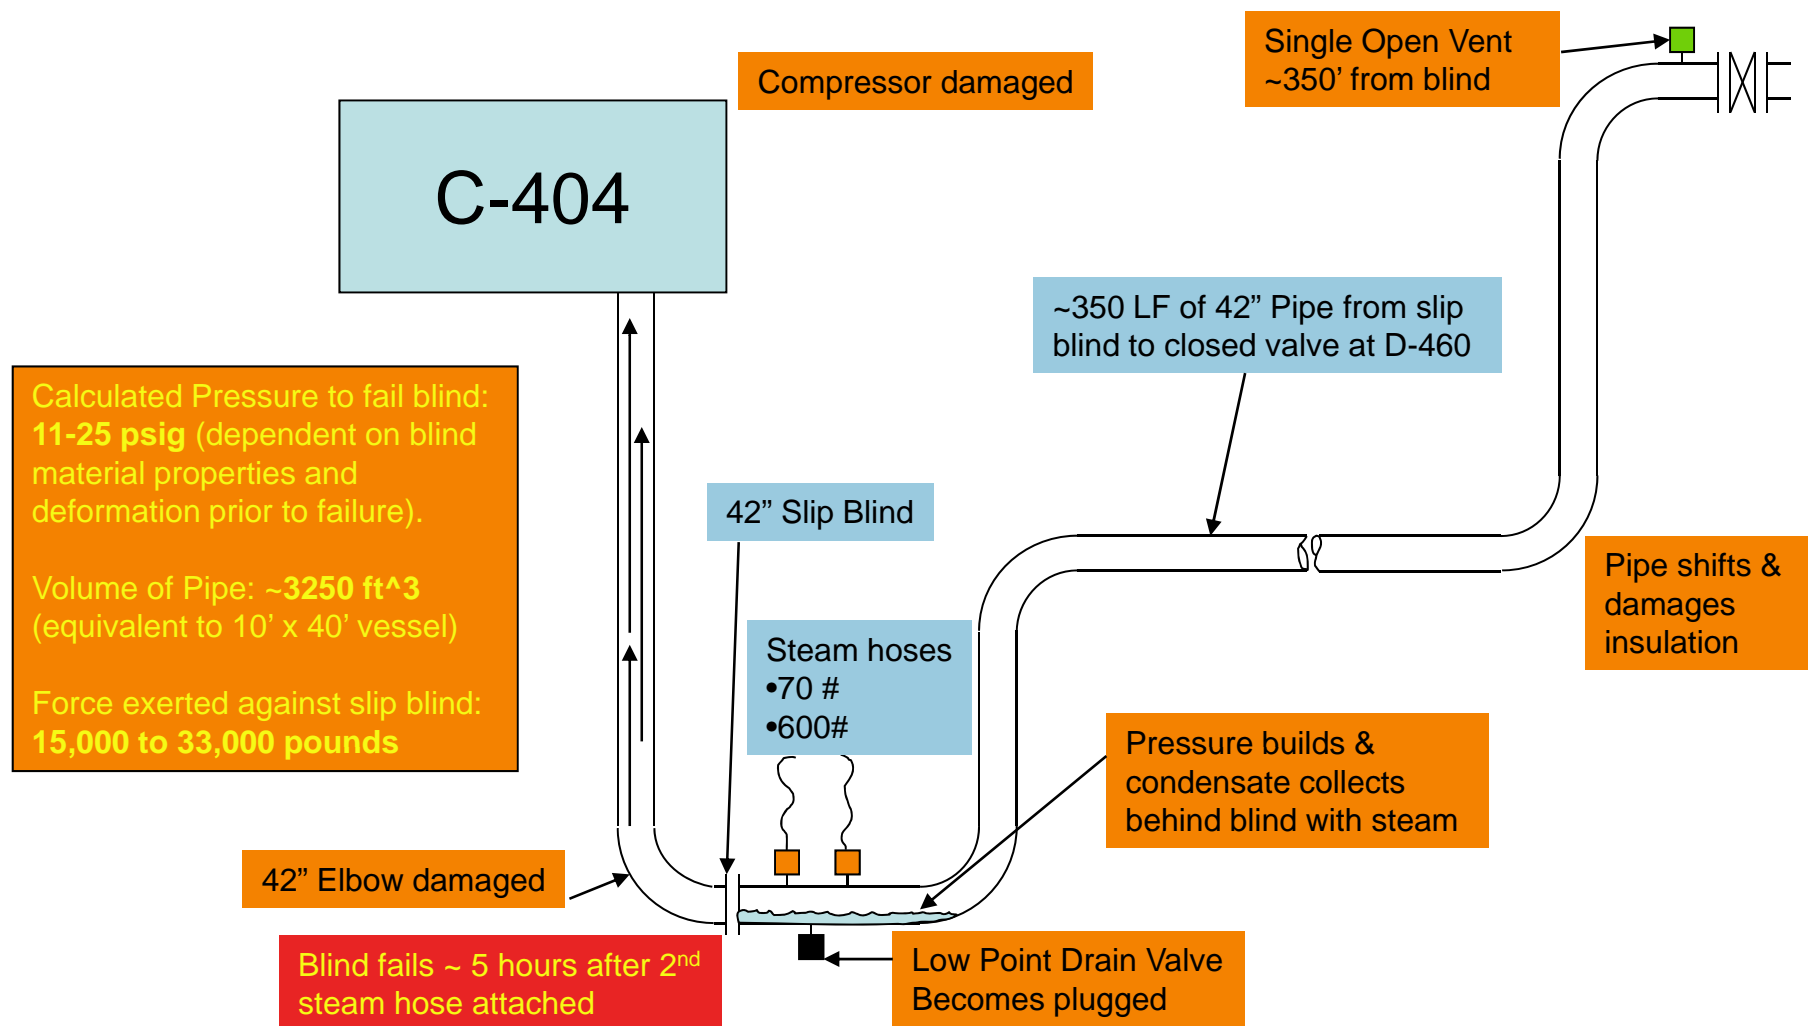 Single Open Vent
~350’ from blind
Compressor damaged
C-404
~350 LF of 42” Pipe from slip
blind to closed valve at D-460
Calculated Pressure to fail blind:
11-25 psig (dependent on blind
material properties and
deformation prior to failure).
Volume of Pipe: ~3250 ft^3
(equivalent to 10’ x 40’ vessel)
Force exerted against slip blind:
15,000 to 33,000 pounds
42” Slip Blind
Pipe shifts &
damages
insulation
Steam hoses
•70 #
•600#
Pressure builds &
condensate collects
behind blind with steam
42” Elbow damaged
Blind fails ~ 5 hours after 2nd
steam hose attached
Low Point Drain Valve
Becomes plugged